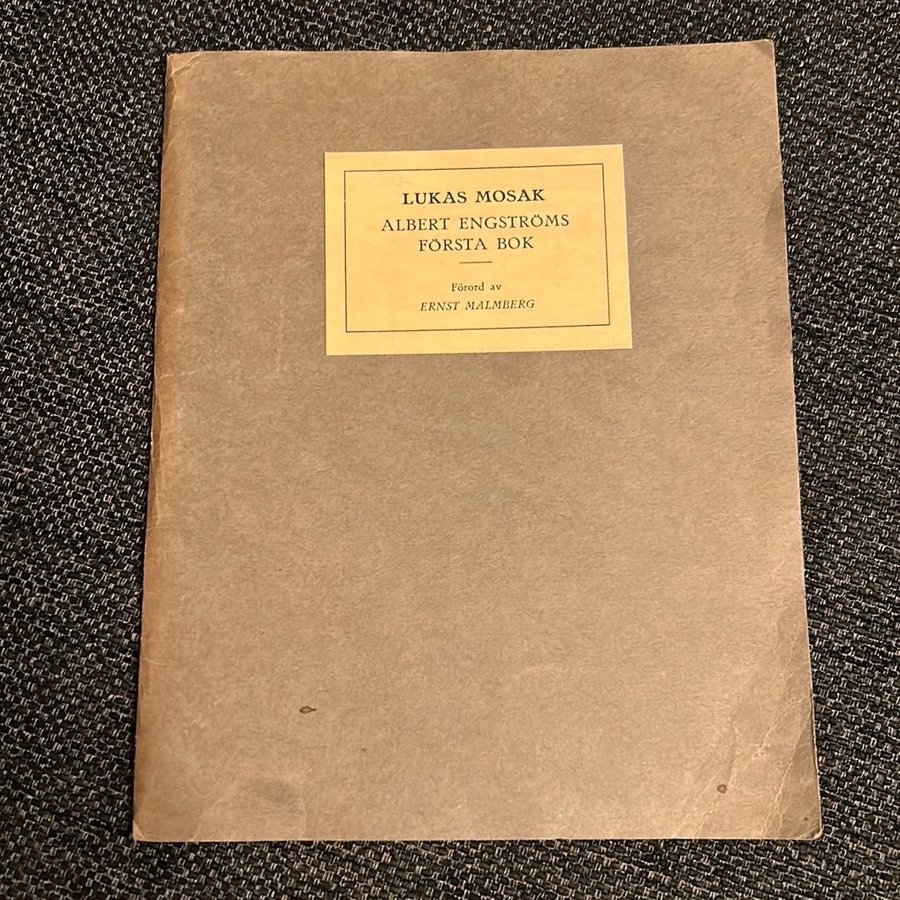 LUKAS MOSAK
ALBERT ENGSTRÖMS
FÖRSTA BOK
Förord av
ERNST MALMBERG